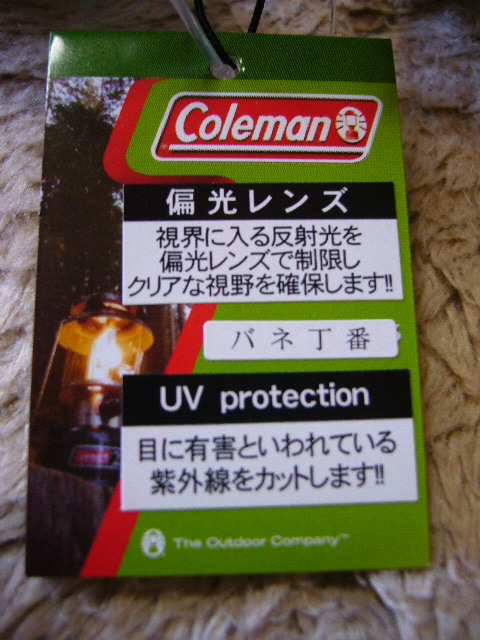 Coleman
偏光レンズ
視界に入る反射光を
偏光レンズで制限し
クリアな視野を確保します!!
バネ丁番
UV protection
目に有害といわれている
紫外線をカットします!!
The Outdoor Company™